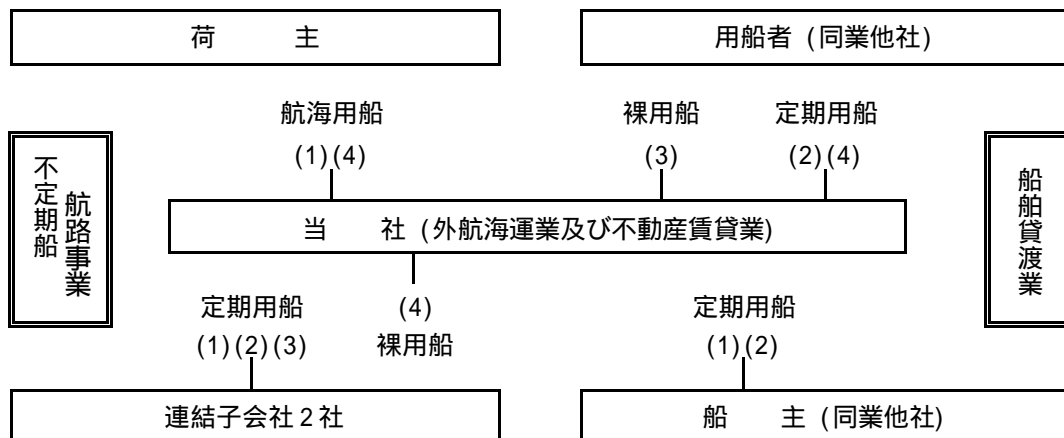 荷　　主
用船者 (同業他社)
航海用船
(1)(4)
裸用船
(3)
定期用船
(2)(4)
不定期船
航路事業
船舶貸渡業
当　　社 (外航海運業及び不動産賃貸業)
定期用船
(1)(2)(3)
(4)
裸用船
定期用船
(1)(2)
連結子会社２社
船　　主 (同業他社)